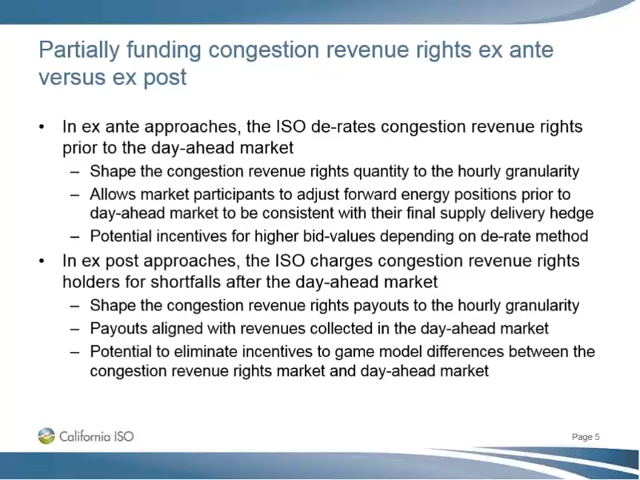 Partially funding congestion revenue rights ex ante
versus ex post
• In ex ante approaches, the ISO de-rates congestion revenue rights
prior to the day-ahead market
– Shape the congestion revenue rights quantity to the hourly granularity
– Allows market participants to adjust forward energy positions prior to
day-ahead market to be consistent with their final supply delivery hedge
– Potential incentives for higher bid-values depending on de-rate method
• In ex post approaches, the ISO charges congestion revenue rights
holders for shortfalls after the day-ahead market
– Shape the congestion revenue rights payouts to the hourly granularity
– Payouts aligned with revenues collected in the day-ahead market
– Potential to eliminate incentives to game model differences between the
congestion revenue rights market and day-ahead market
California ISO
Page 5